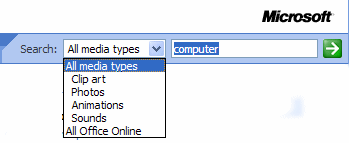 Microsoft
Search: All media types computer
All media types
Clip art
Photos
Animations
Sounds
All Office Online